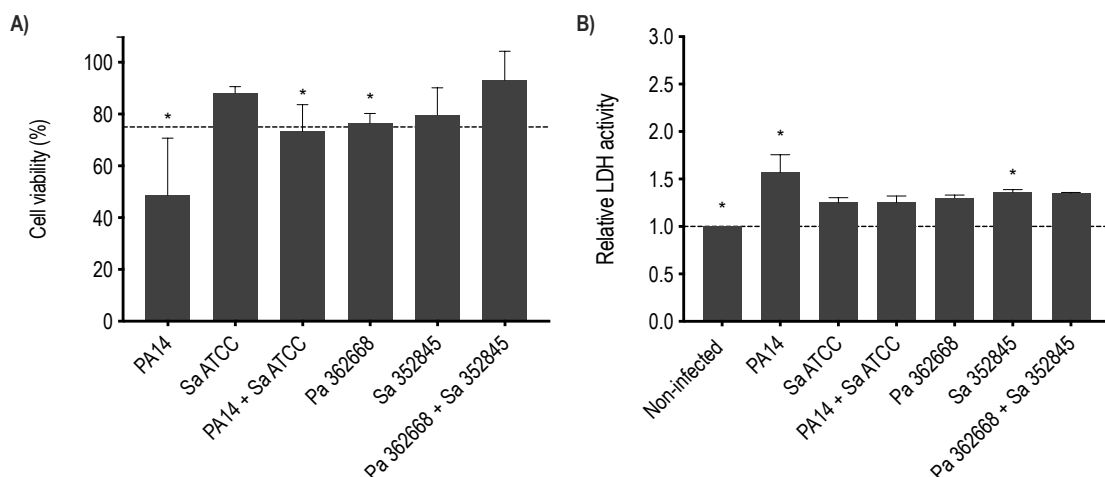 A)
Cell viability (%)
100
80
60
40
20
0
*
*
*
PA14
Sa ATCC
PA14 + Sa ATCC
Pa 362668
Sa 352845
Pa 362668 + Sa 352845
B)
Relative LDH activity
3.0
2.5
2.0
1.5
1.0
0.5
0.0
*
*
*
Non-infected
PA14
Sa ATCC
PA14 + Sa ATCC
Pa 362668
Sa 352845
Pa 362668 + Sa 352845